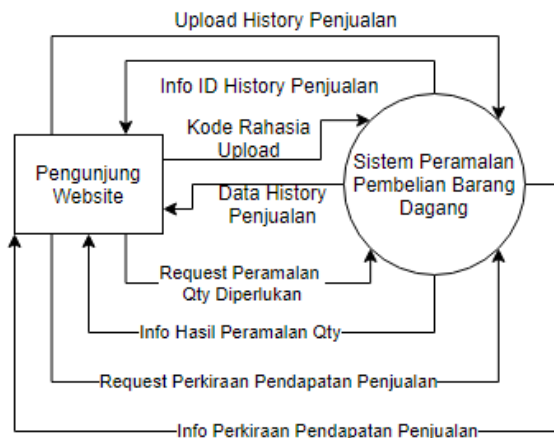 Upload History Penjualan
Info ID History Penjualan
Kode Rahasia
Upload
Pengunjung
Website
Sistem Peramalan
Pembelian Barang
Dagang
Data History
Penjualan
Request Peramalan
Qty Diperlukan
Info Hasil Peramalan Qty
Request Perkiraan Pendapatan Penjualan
Info Perkiraan Pendapatan Penjualan